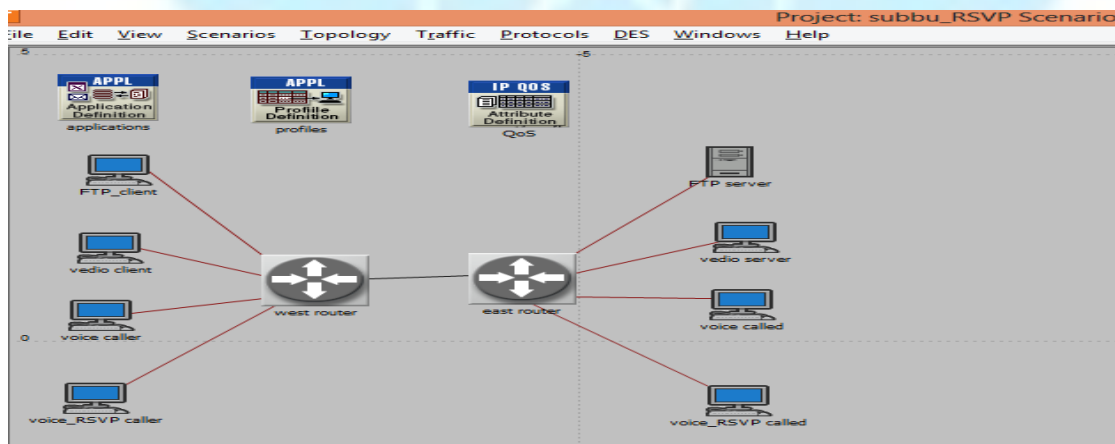 Project: subbu_RSVP Scenario
File Edit View Scenarios Topology Traffic Protocols DES Windows Help
5
-5
APPL
Application
Definition
applications
APPL
Profile
Definition
profiles
IP QOS
Attribute
Definition
QoS
FTP_client
FTP server
vedio client
vedio server
west router
east router
voice caller
voice called
0
voice_RSVP caller
voice_RSVP called